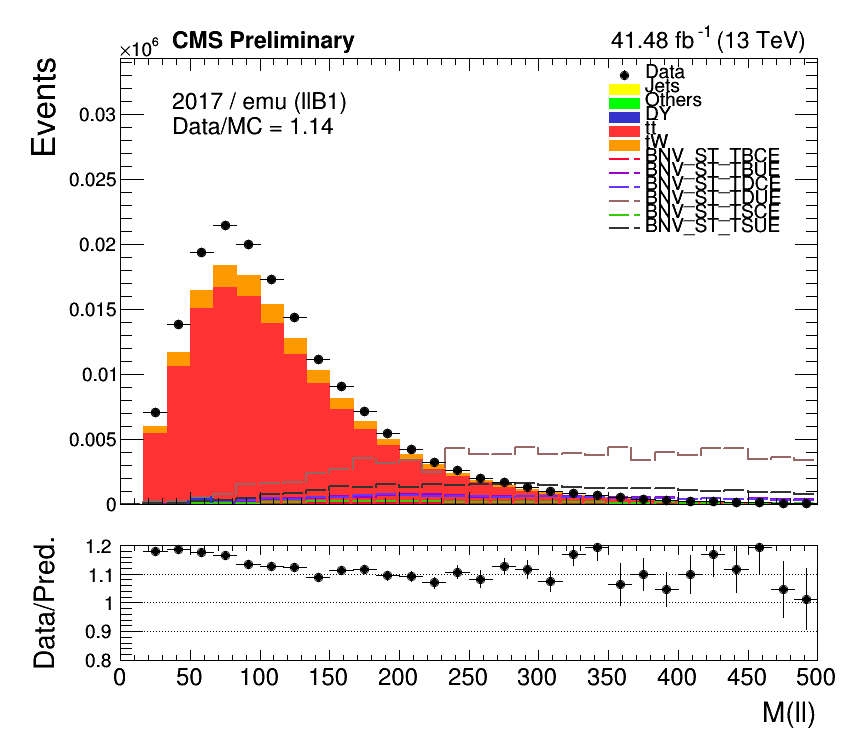 ×10⁶
CMS Preliminary
41.48 fb⁻¹ (13 TeV)
Events
2017 / emu (llB1)
Data/MC = 1.14
Data
Jets
Others
DY
tt
tW
BNV_ST_TBCE
BNV_ST_TBUE
BNV_ST_TDCE
BNV_ST_TDUE
BNV_ST_TSCE
BNV_ST_TSUE
0.03
0.025
0.02
0.015
0.01
0.005
0
Data/Pred.
1.2
1.1
1
0.9
0.8
0 50 100 150 200 250 300 350 400 450 500
M(ll)